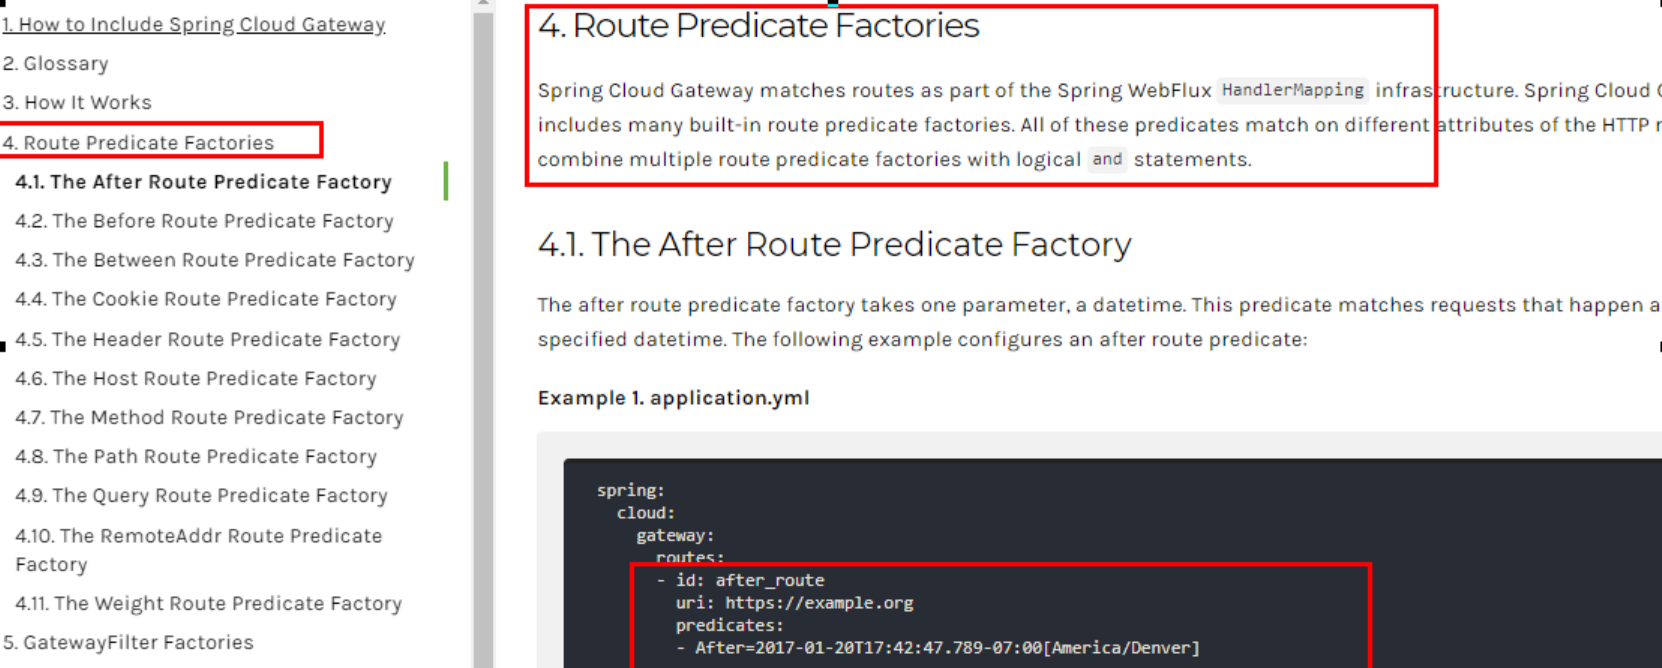 1. How to Include Spring Cloud Gateway
2. Glossary
3. How It Works
4. Route Predicate Factories
4.1. The After Route Predicate Factory
4.2. The Before Route Predicate Factory
4.3. The Between Route Predicate Factory
4.4. The Cookie Route Predicate Factory
4.5. The Header Route Predicate Factory
4.6. The Host Route Predicate Factory
4.7. The Method Route Predicate Factory
4.8. The Path Route Predicate Factory
4.9. The Query Route Predicate Factory
4.10. The RemoteAddr Route Predicate
Factory
4.11. The Weight Route Predicate Factory
5. GatewayFilter Factories
4. Route Predicate Factories
Spring Cloud Gateway matches routes as part of the Spring WebFlux HandlerMapping infrastructure. Spring Cloud
includes many built-in route predicate factories. All of these predicates match on different attributes of the HTTP
combine multiple route predicate factories with logical and statements.
4.1. The After Route Predicate Factory
The after route predicate factory takes one parameter, a datetime. This predicate matches requests that happen
specified datetime. The following example configures an after route predicate:
Example 1. application.yml
spring:
cloud:
gateway:
routes:
- id: after_route
uri: https://example.org
predicates:
- After=2017-01-20T17:42:47.789-07:00[America/Denver]